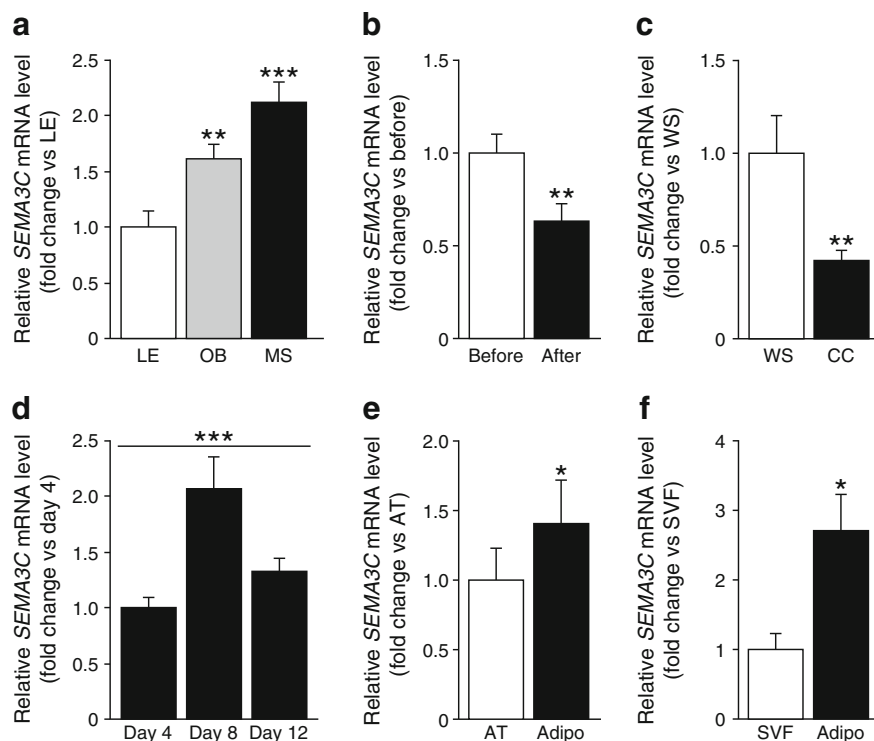 a
Relative SEMA3C mRNA level
(fold change vs LE)
2.5
2.0
1.5
1.0
0.5
0
**
***
LE OB MS
b
Relative SEMA3C mRNA level
(fold change vs before)
1.5
1.0
0.5
0
**
Before After
c
Relative SEMA3C mRNA level
(fold change vs WS)
1.5
1.0
0.5
0
**
WS CC
d
Relative SEMA3C mRNA level
(fold change vs day 4)
2.5
2.0
1.5
1.0
0.5
0
***
Day 4 Day 8 Day 12
e
Relative SEMA3C mRNA level
(fold change vs AT)
2.0
1.5
1.0
0.5
0
*
AT Adipo
f
Relative SEMA3C mRNA level
(fold change vs SVF)
4
3
2
1
0
*
SVF Adipo